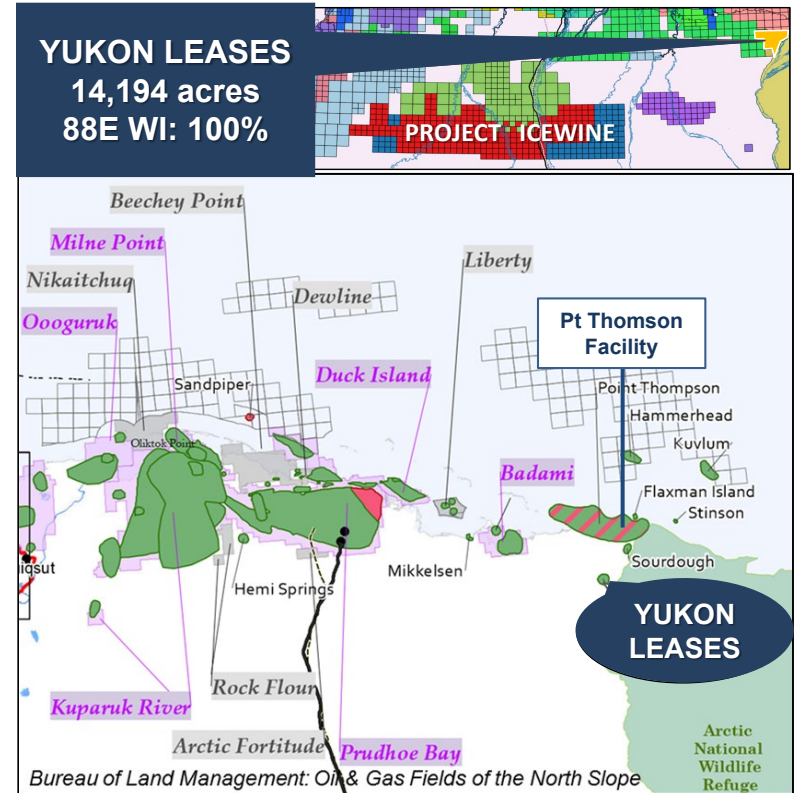 YUKON LEASES
14,194 acres
88E WI: 100%
PROJECT ICEWINE
Beechey Point
Milne Point
Nikaitchuq
Liberty
Dewline
Oooguruk
Pt Thomson
Facility
Sandpiper
Duck Island
Point Thompson
Hammerhead
Oliktok Point
Kuvlum
Badami
Flaxman Island
Stinson
iqsut
Mikkelsen
Sourdough
Hemi Springs
YUKON
LEASES
Rock Flour
Kuparuk River
Arctic Fortitude
Prudhoe Bay
Arctic
National
Wildlife
Refuge
Bureau of Land Management: Oil & Gas Fields of the North Slope